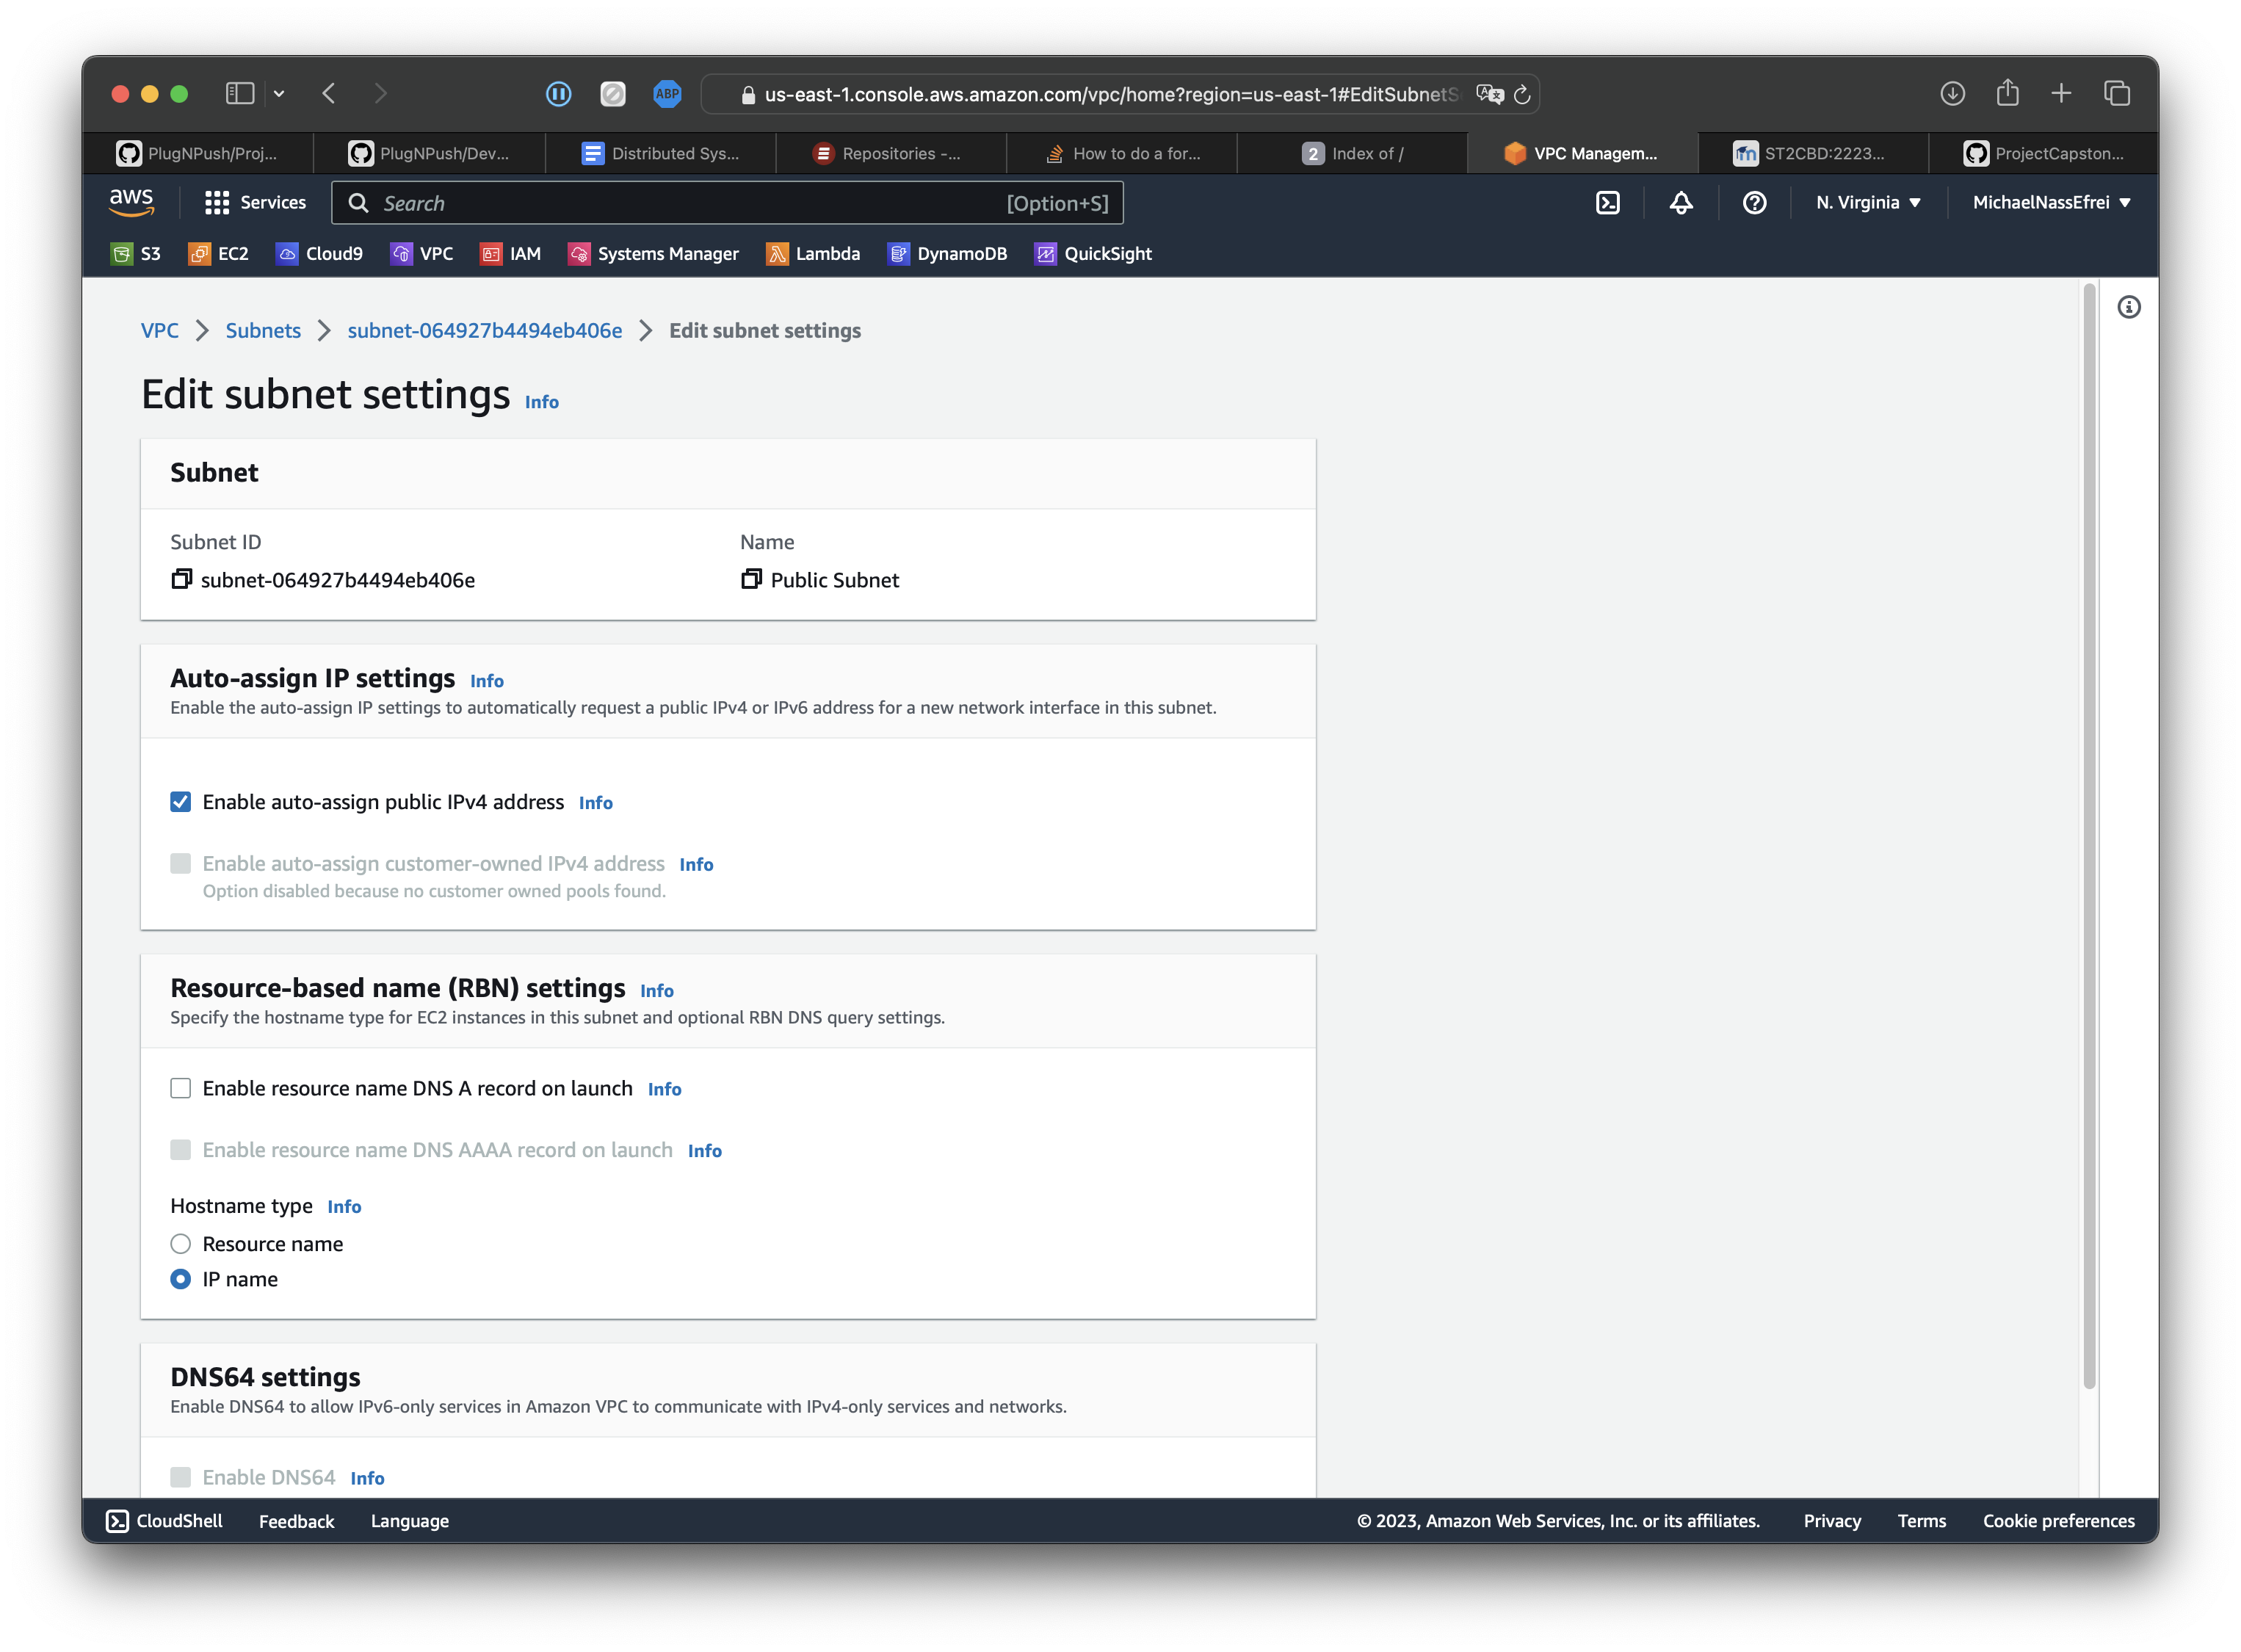 ABP
us-east-1.console.aws.amazon.com/vpc/home?region=us-east-1#EditSubnetS
PlugNPush/Proj... PlugNPush/Dev... Distributed Sys... Repositories -... How to do a for... 2 Index of / VPC Managem... ST2CBD:2223... ProjectCapston...
aws Services Search [Option+S] N. Virginia MichaelNassEfrei
S3 EC2 Cloud9 VPC IAM Systems Manager Lambda DynamoDB QuickSight
VPC Subnets subnet-064927b4494eb406e Edit subnet settings
Edit subnet settings Info
Subnet
Subnet ID Name
subnet-064927b4494eb406e Public Subnet
Auto-assign IP settings Info
Enable the auto-assign IP settings to automatically request a public IPv4 or IPv6 address for a new network interface in this subnet.
Enable auto-assign public IPv4 address Info
Enable auto-assign customer-owned IPv4 address Info
Option disabled because no customer owned pools found.
Resource-based name (RBN) settings Info
Specify the hostname type for EC2 instances in this subnet and optional RBN DNS query settings.
Enable resource name DNS A record on launch Info
Enable resource name DNS AAAA record on launch Info
Hostname type Info
Resource name
IP name
DNS64 settings
Enable DNS64 to allow IPv6-only services in Amazon VPC to communicate with IPv4-only services and networks.
Enable DNS64 Info
CloudShell Feedback Language © 2023, Amazon Web Services, Inc. or its affiliates. Privacy Terms Cookie preferences